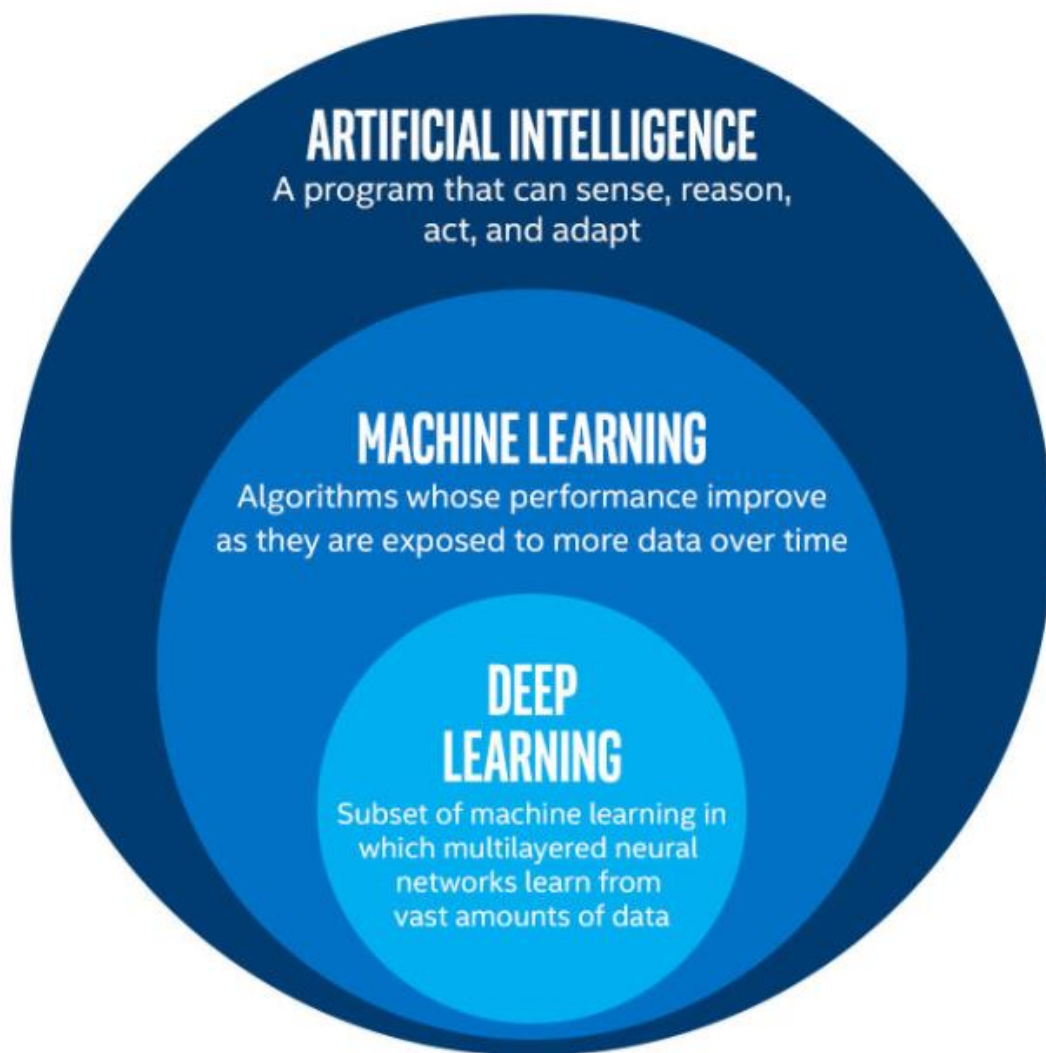 ARTIFICIAL INTELLIGENCE
A program that can sense, reason,
act, and adapt
MACHINE LEARNING
Algorithms whose performance improve
as they are exposed to more data over time
DEEP
LEARNING
Subset of machine learning in
which multilayered neural
networks learn from
vast amounts of data